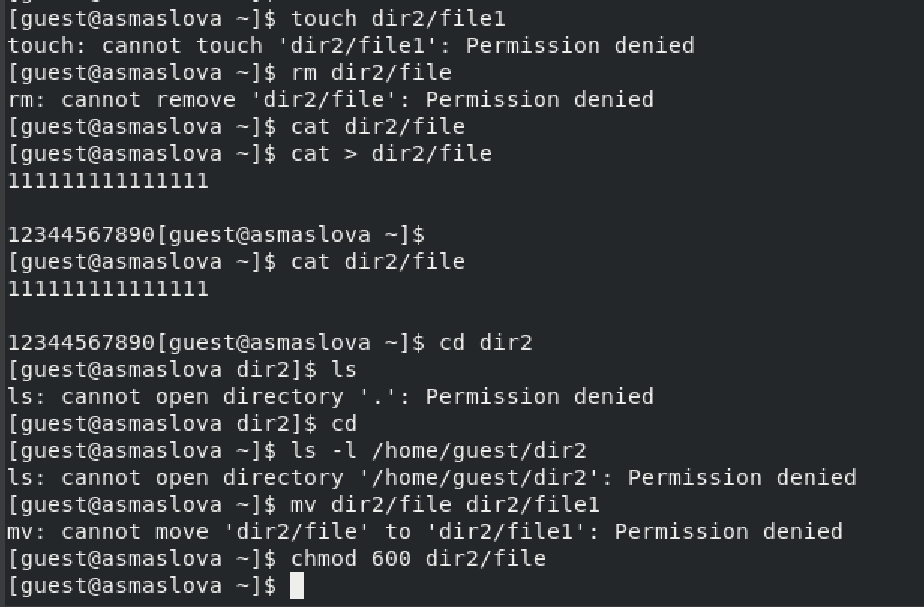 [guest@asmaslova ~]$ touch dir2/file1
touch: cannot touch 'dir2/file1': Permission denied
[guest@asmaslova ~]$ rm dir2/file
rm: cannot remove 'dir2/file': Permission denied
[guest@asmaslova ~]$ cat dir2/file
[guest@asmaslova ~]$ cat > dir2/file
111111111111111
12344567890[guest@asmaslova ~]$
[guest@asmaslova ~]$ cat dir2/file
111111111111111
12344567890[guest@asmaslova ~]$ cd dir2
[guest@asmaslova dir2]$ ls
ls: cannot open directory '.': Permission denied
[guest@asmaslova dir2]$ cd
[guest@asmaslova ~]$ ls -l /home/guest/dir2
ls: cannot open directory '/home/guest/dir2': Permission denied
[guest@asmaslova ~]$ mv dir2/file dir2/file1
mv: cannot move 'dir2/file' to 'dir2/file1': Permission denied
[guest@asmaslova ~]$ chmod 600 dir2/file
[guest@asmaslova ~]$